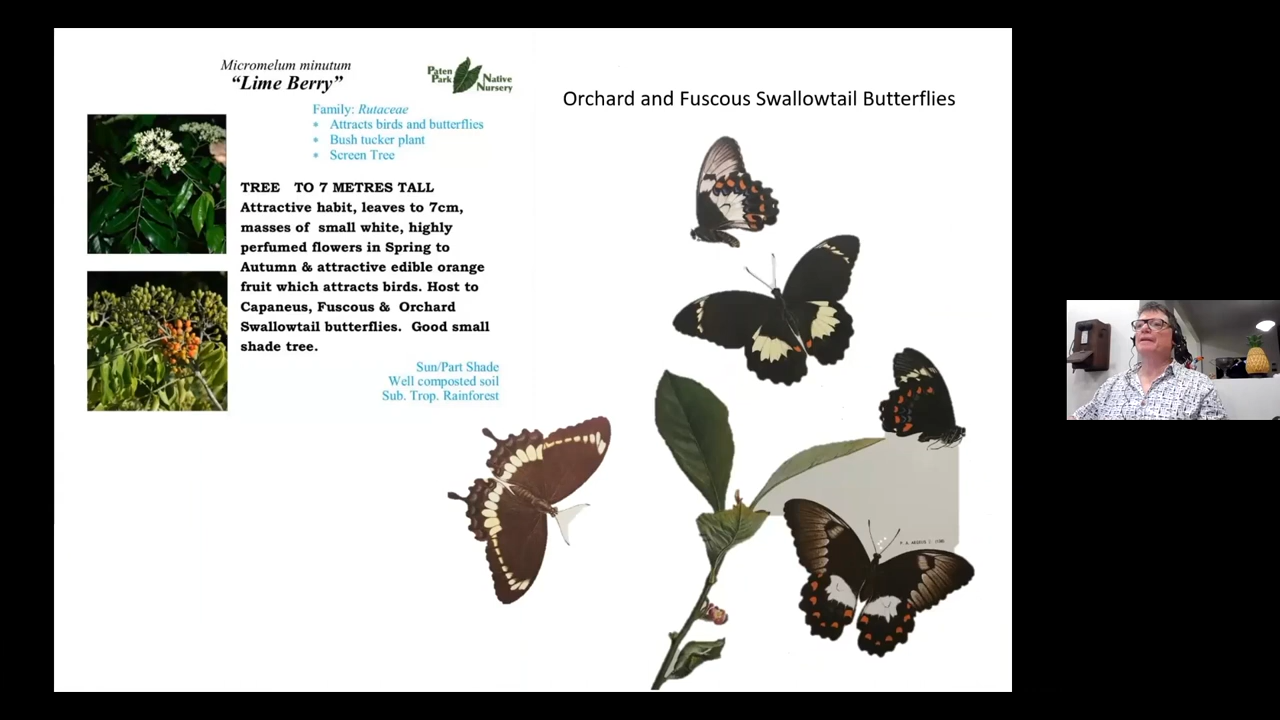 Micromelum minutum
“Lime Berry”
Paten
Park
Native
Nursery
Family: Rutaceae
* Attracts birds and butterflies
* Bush tucker plant
* Screen Tree
TREE TO 7 METRES TALL
Attractive habit, leaves to 7cm,
masses of small white, highly
perfumed flowers in Spring to
Autumn & attractive edible orange
fruit which attracts birds. Host to
Capaneus, Fuscous & Orchard
Swallowtail butterflies. Good small
shade tree.
Sun/Part Shade
Well composted soil
Sub. Trop. Rainforest
Orchard and Fuscous Swallowtail Butterflies